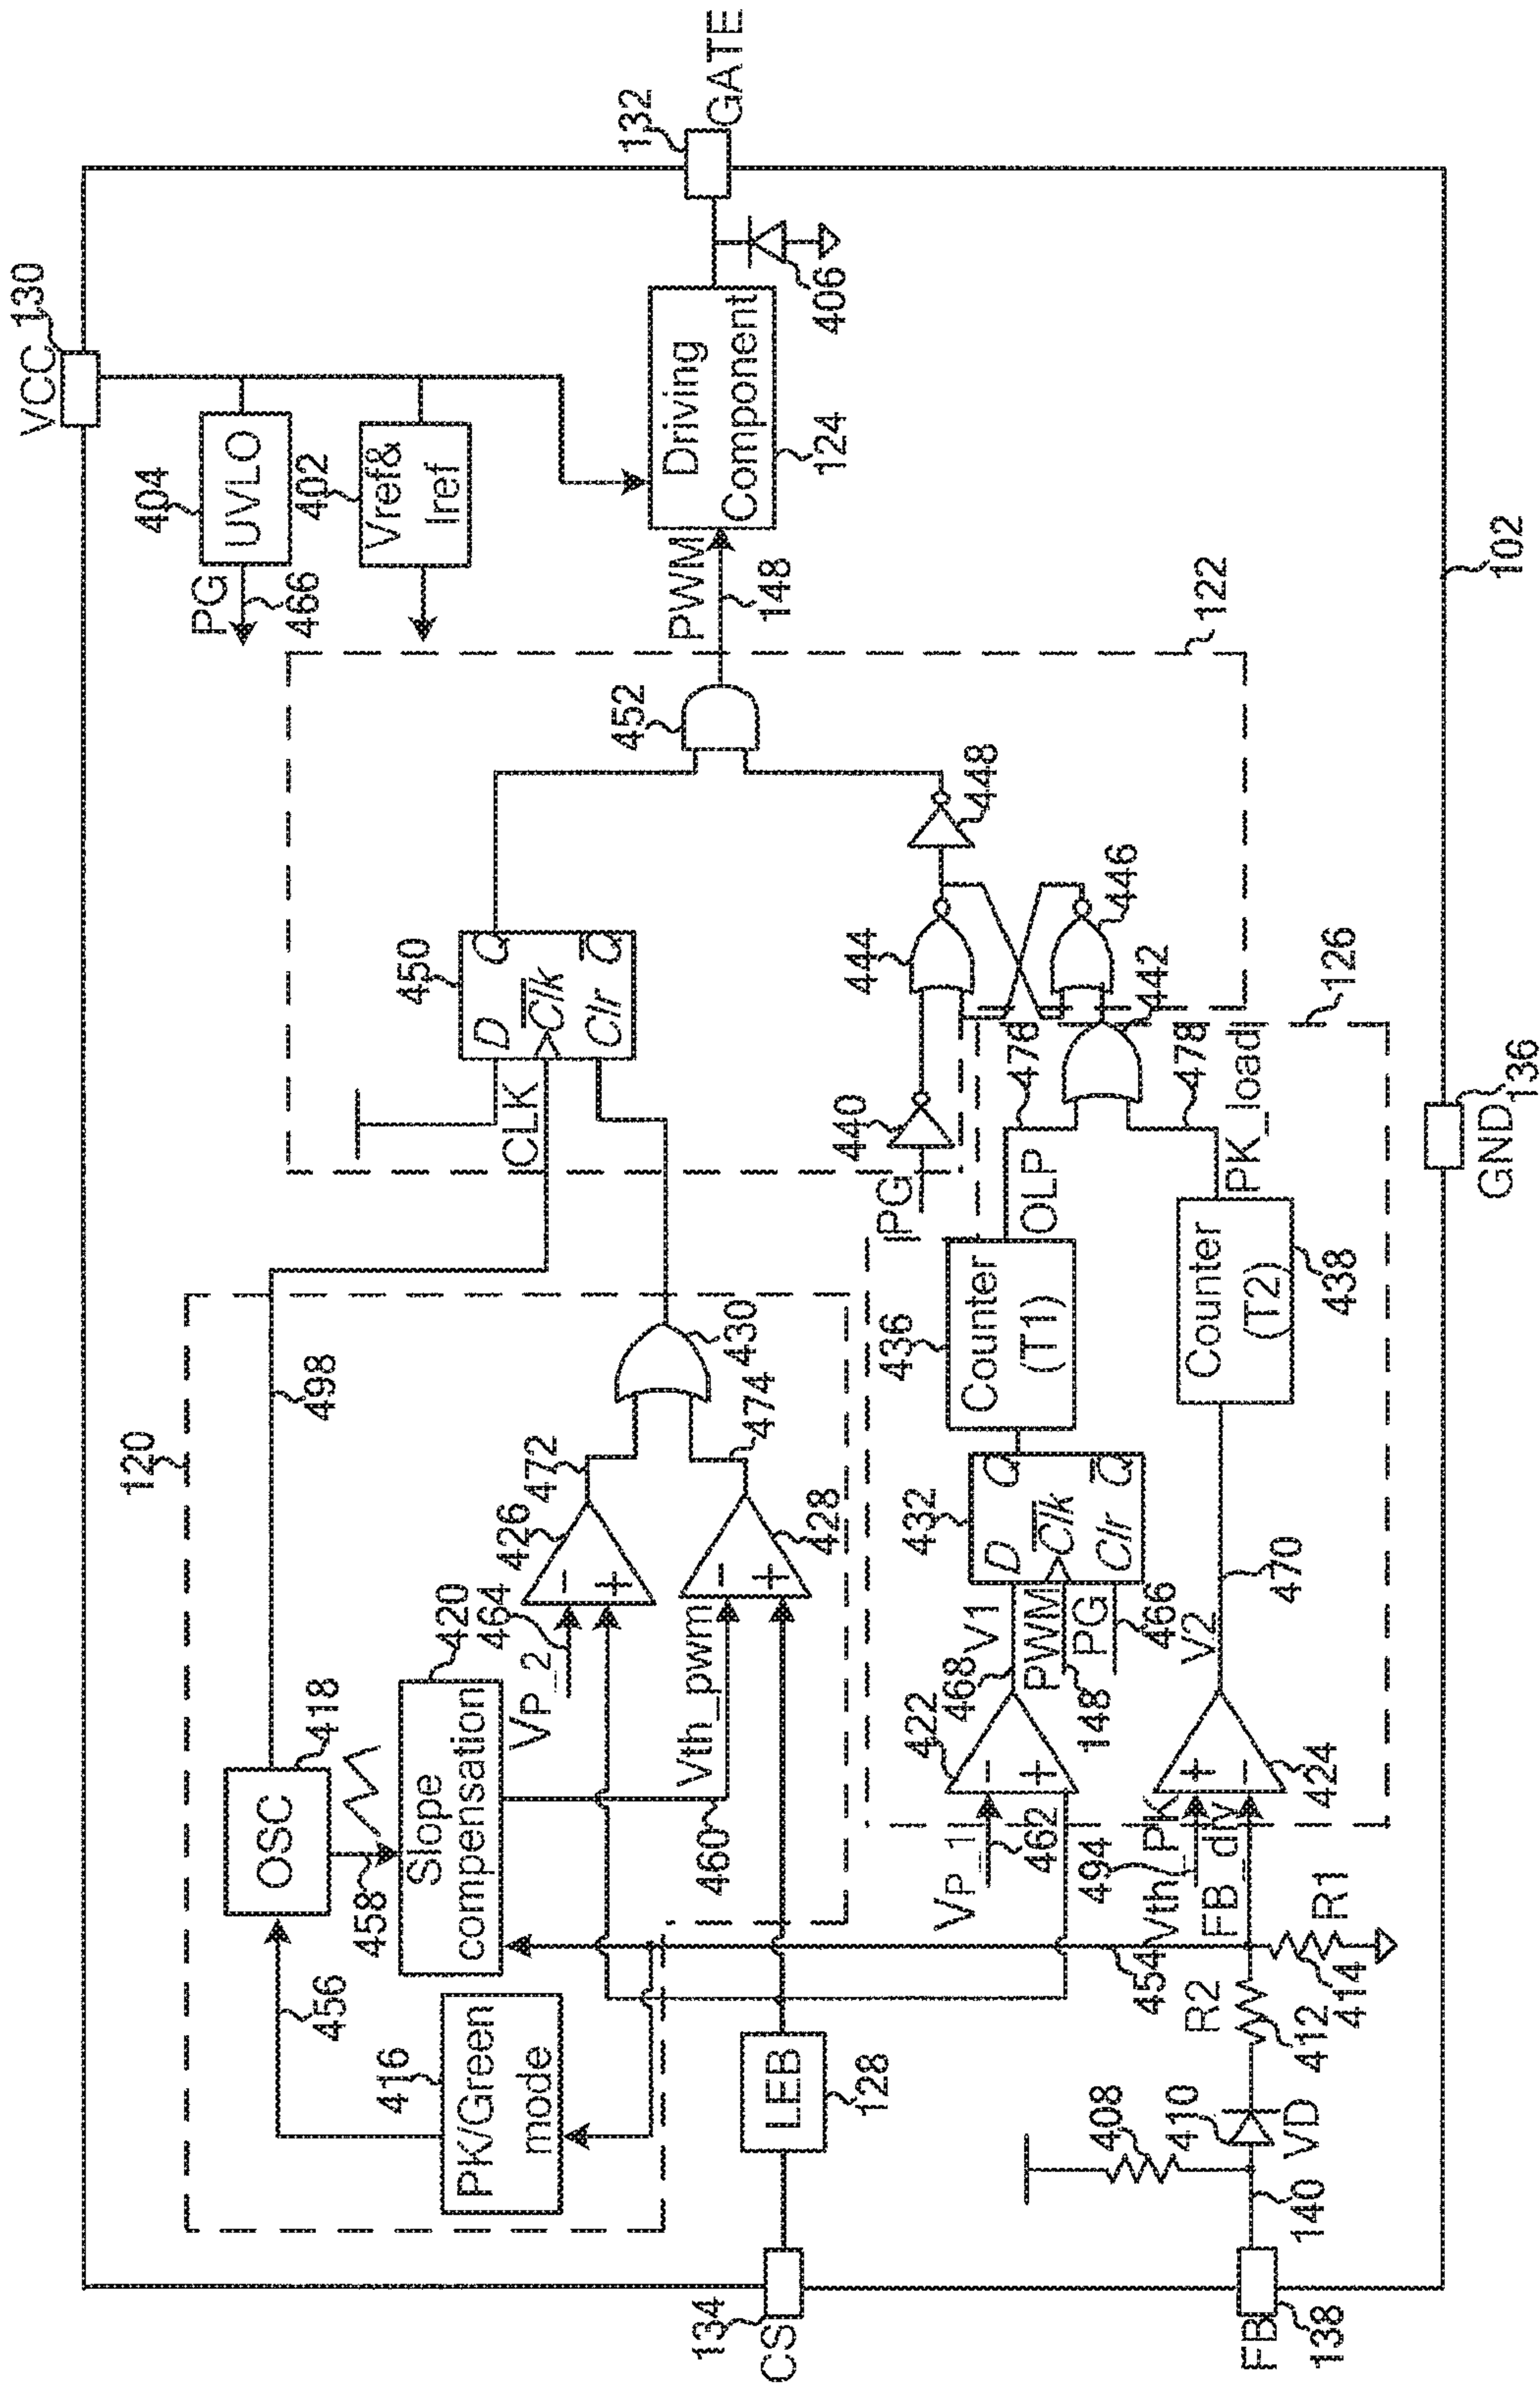 VCC
130
404
UVLO
PG
466
402
Vref&
Iref
132
GATE
Driving
Component
124
406
PWM
148
122
102
452
450
D
Q
Clk
Clr
Q
CLK
448
444
446
440
PG
442
126
476
OLP
478
PK_load
GND
136
120
498
430
474
472
426
-
+
428
-
+
464
VP_2
Vth_pwm
460
420
Slope
compensation
418
OSC
458
456
416
PK/Green
mode
436
Counter
(T1)
438
Counter
(T2)
432
D
Q
Clk
Clr
Q
V1
468
PWM
148
PG
466
V2
470
422
-
+
424
+
-
VP_1
462
494
Vth_PK
FB_div
454
R1
414
R2
412
408
410
VD
140
LEB
128
134
CS
FB
138